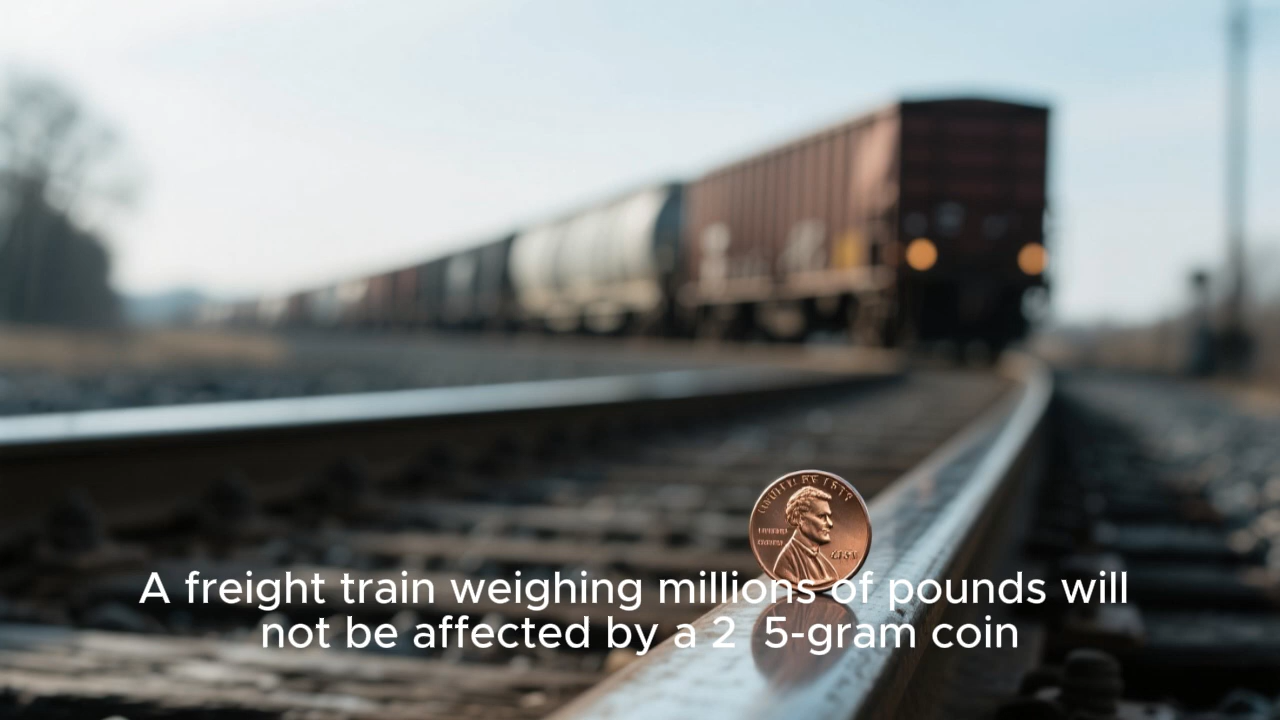 A freight train weighing millions of pounds will
not be affected by a 2 5-gram coin